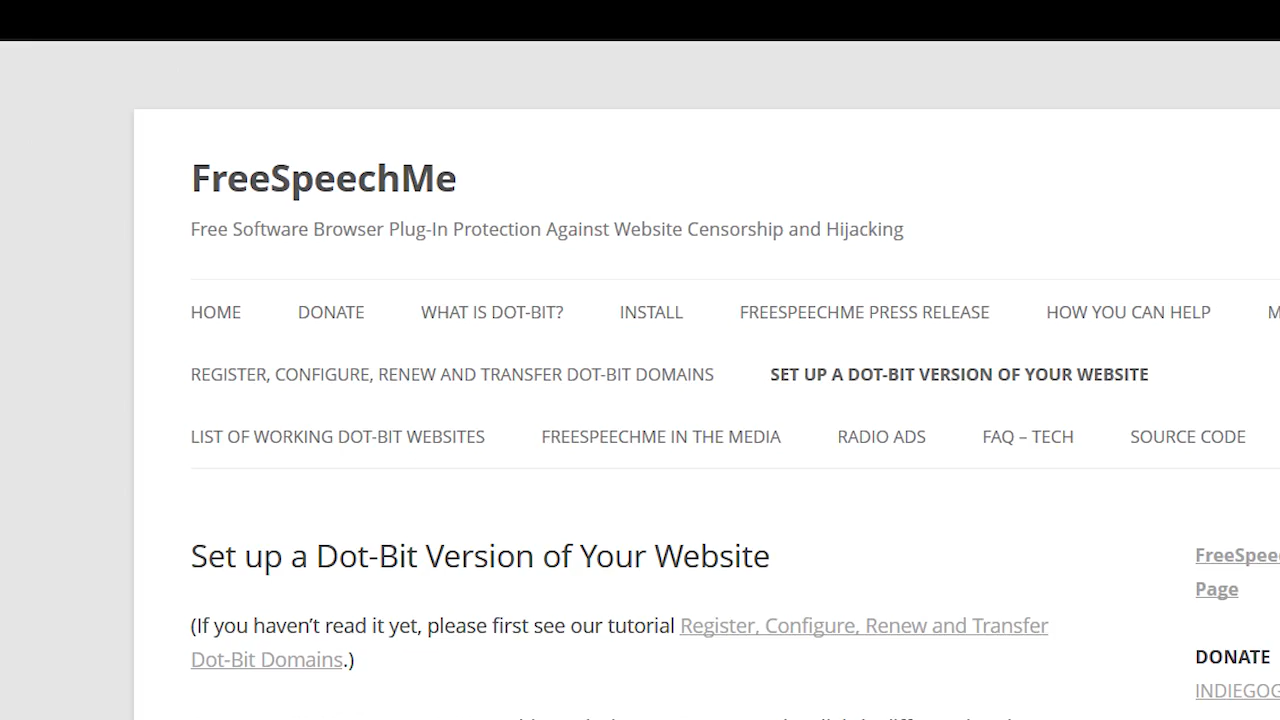 FreeSpeechMe
Free Software Browser Plug-In Protection Against Website Censorship and Hijacking
HOME DONATE WHAT IS DOT-BIT? INSTALL FREESPEECHME PRESS RELEASE HOW YOU CAN HELP M
REGISTER, CONFIGURE, RENEW AND TRANSFER DOT-BIT DOMAINS SET UP A DOT-BIT VERSION OF YOUR WEBSITE
LIST OF WORKING DOT-BIT WEBSITES FREESPEECHME IN THE MEDIA RADIO ADS FAQ – TECH SOURCE CODE
Set up a Dot-Bit Version of Your Website
(If you haven’t read it yet, please first see our tutorial Register, Configure, Renew and Transfer
Dot-Bit Domains.)
FreeSpee
Page
DONATE
INDIEGOG